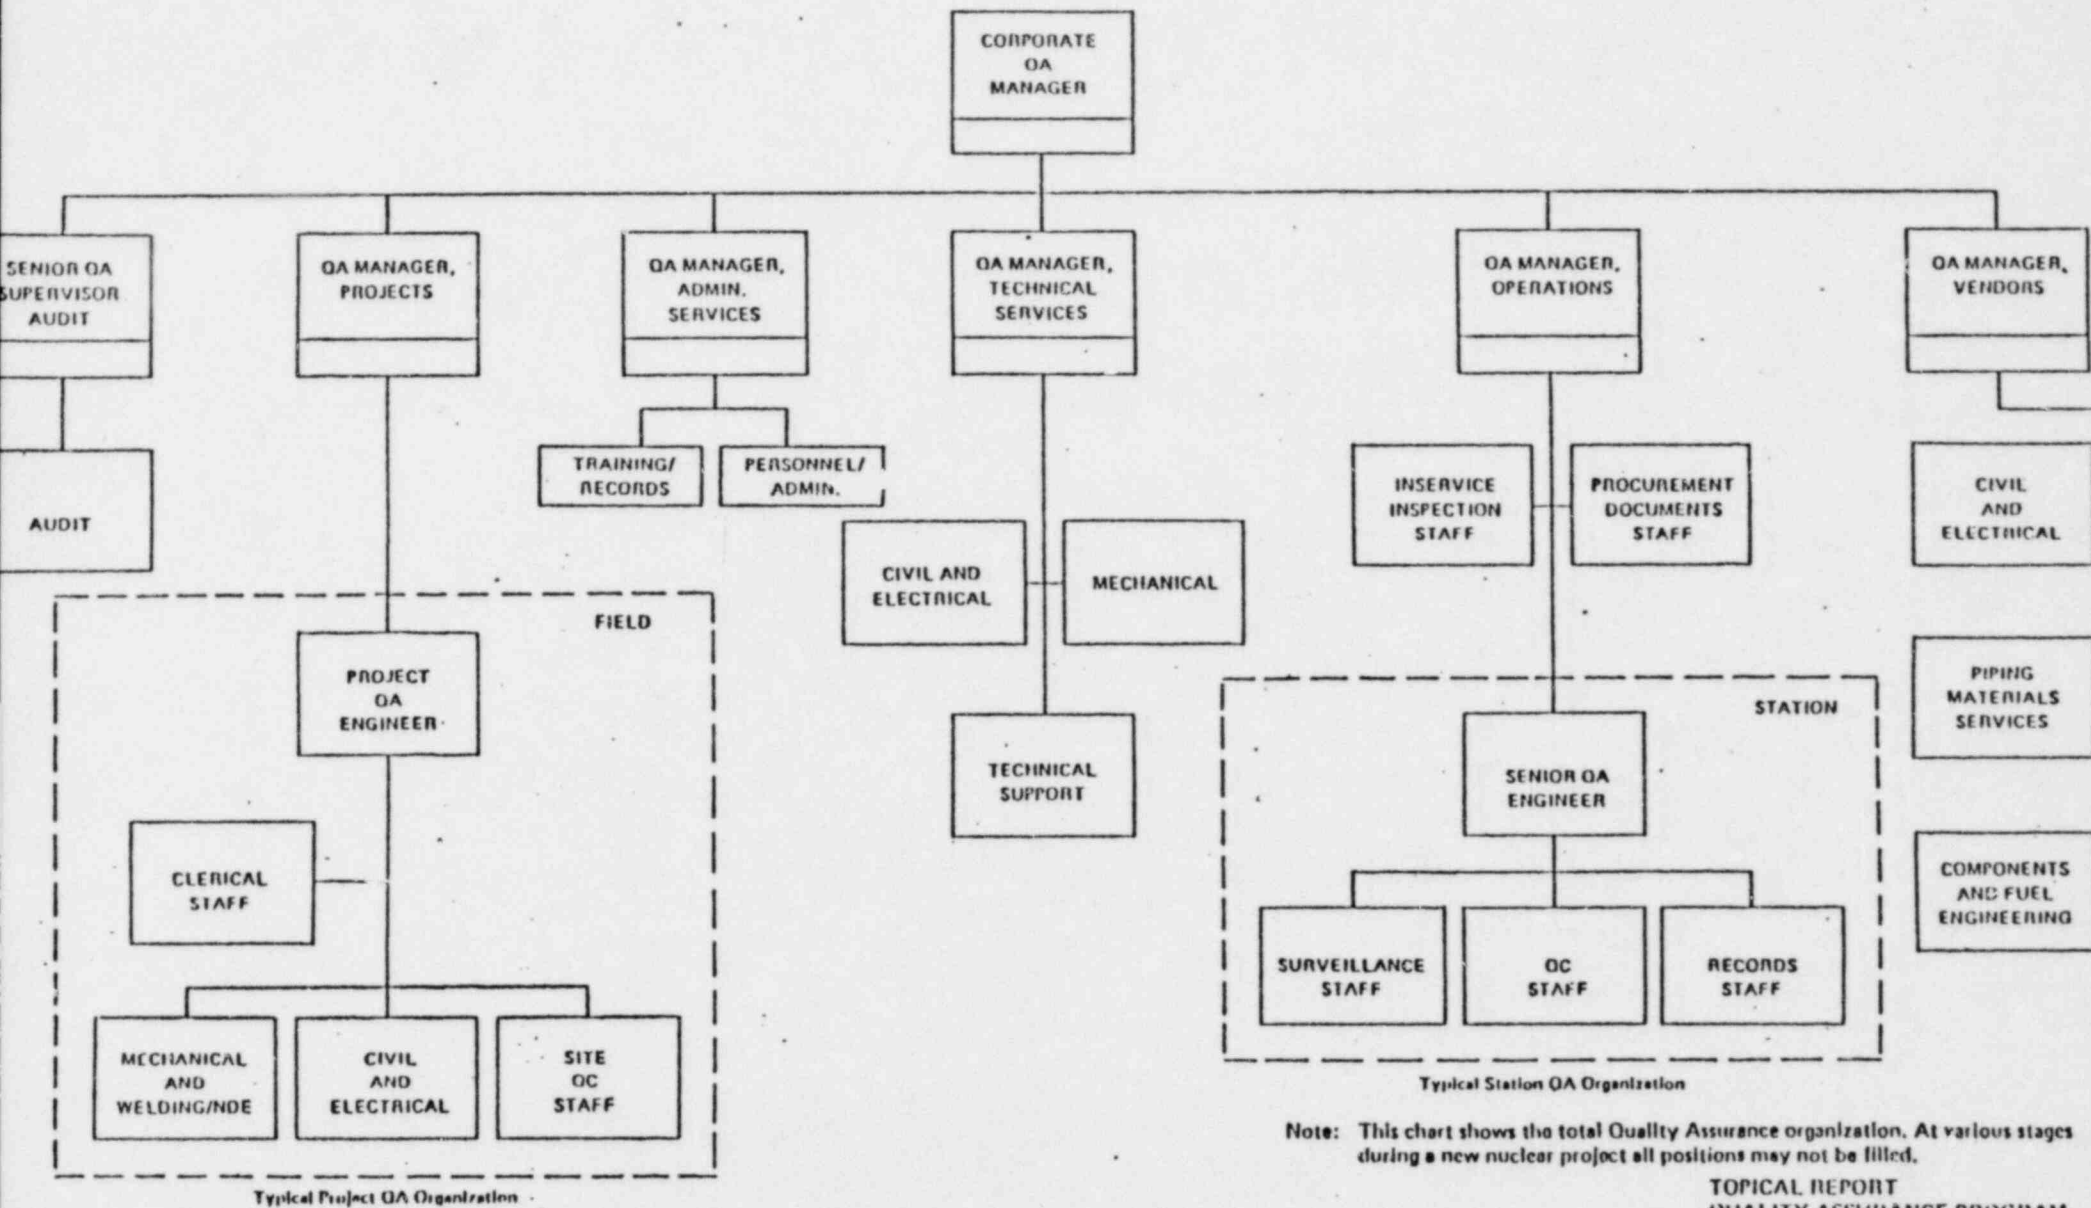 CORPORATE
QA
MANAGER
SENIOR QA
SUPERVISOR
AUDIT
QA MANAGER,
PROJECTS
QA MANAGER,
ADMIN.
SERVICES
QA MANAGER,
TECHNICAL
SERVICES
QA MANAGER,
OPERATIONS
QA MANAGER,
VENDORS
AUDIT
TRAINING/
RECORDS
PERSONNEL/
ADMIN.
CIVIL AND
ELECTRICAL
MECHANICAL
TECHNICAL
SUPPORT
INSERVICE
INSPECTION
STAFF
PROCUREMENT
DOCUMENTS
STAFF
CIVIL
AND
ELECTRICAL
PIPING
MATERIALS
SERVICES
COMPONENTS
AND FUEL
ENGINEERING
FIELD
PROJECT
QA
ENGINEER
CLERICAL
STAFF
MECHANICAL
AND
WELDING/NDE
CIVIL
AND
ELECTRICAL
SITE
QC
STAFF
Typical Project QA Organization
STATION
SENIOR QA
ENGINEER
SURVEILLANCE
STAFF
QC
STAFF
RECORDS
STAFF
Typical Station QA Organization
Note: This chart shows the total Quality Assurance organization. At various stages
during a new nuclear project all positions may not be filled.
TOPICAL REPORT
QUALITY ASSURANCE PROGRAM